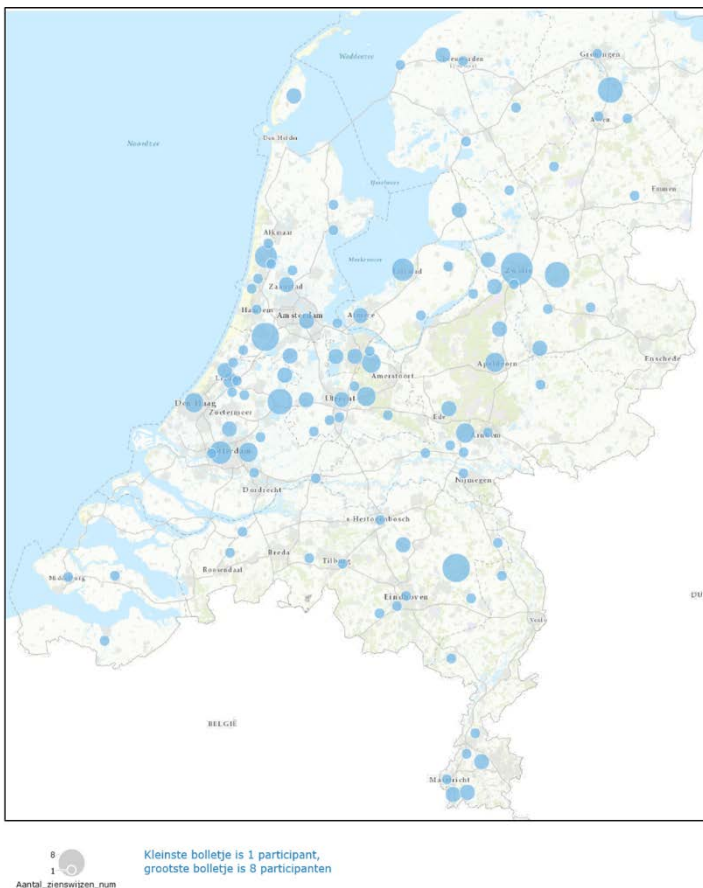 Waddenzee
Groningen
Leeuwarden
Assen
Noordzee
Den Helder
IJsselmeer
Emmen
Alkmaar
Markermeer
Lelystad
Zwolle
Zaanstad
Haarlem
Amsterdam
Almere
Enschede
Apeldoorn
Amersfoort
Leiden
Den Haag
Utrecht
Zoetermeer
Ede
Arnhem
Rotterdam
Nijmegen
Dordrecht
's Hertogenbosch
Breda
Tilburg
Roosendaal
Middelburg
Eindhoven
DU
Venlo
BELGIË
Maastricht
8
1
Kleinste bolletje is 1 participant,
grootste bolletje is 8 participanten
Aantal_zienswijzen_num